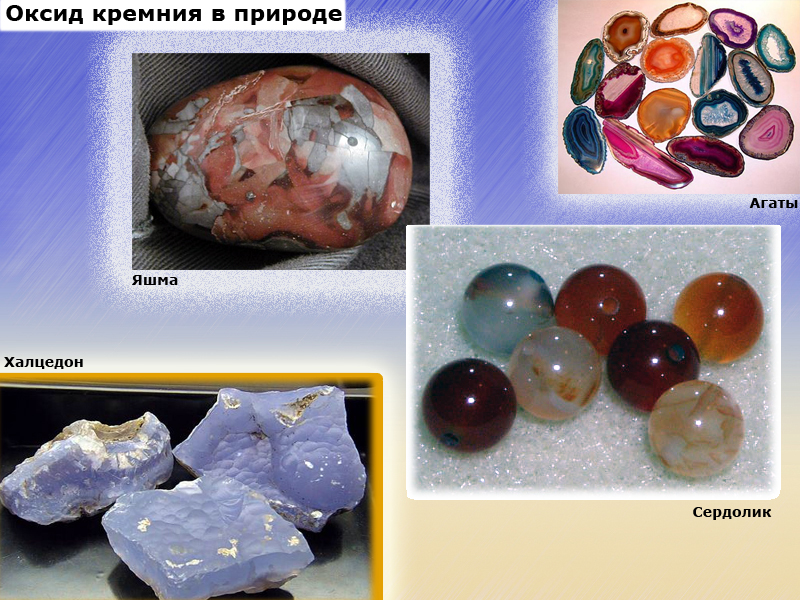 Оксид кремния в природе
Агаты
Яшма
Халцедон
Сердолик